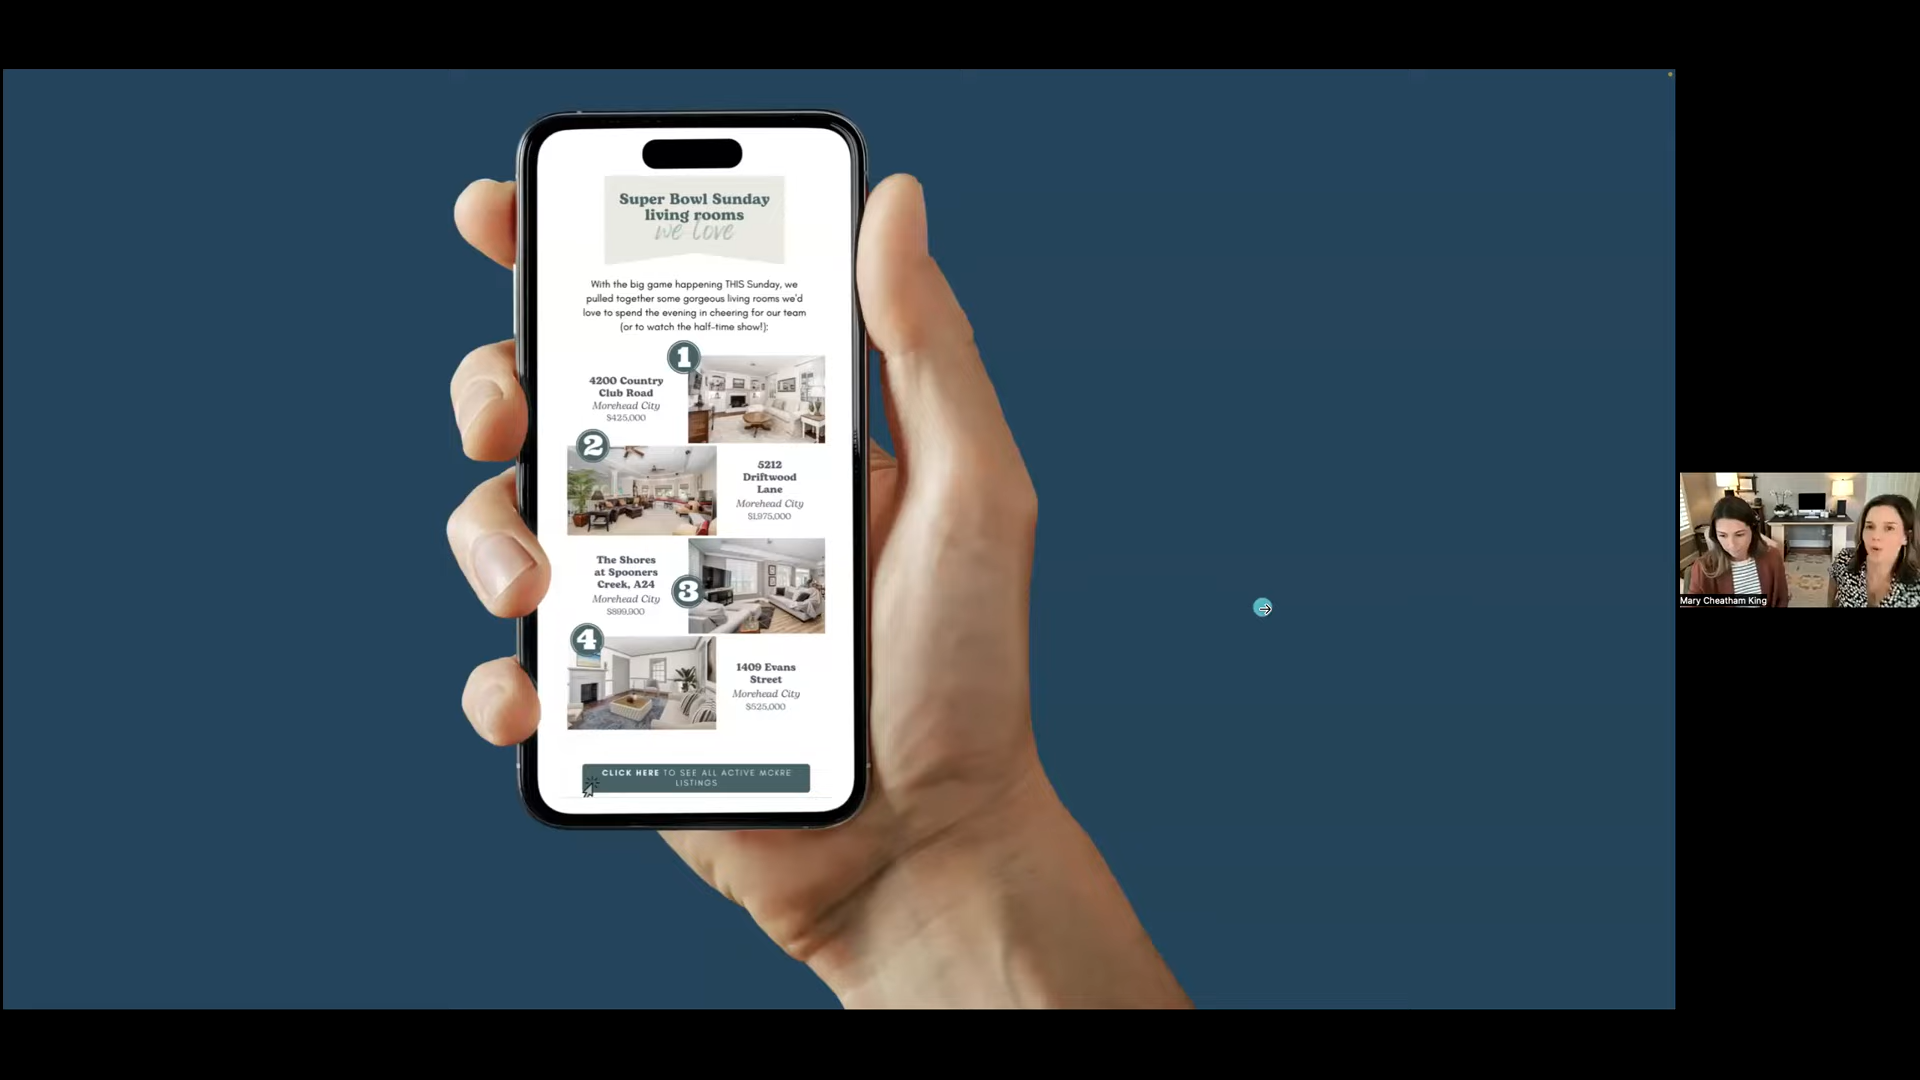 Super Bowl Sunday
living rooms
we love
With the big game happening THIS Sunday, we
pulled together some gorgeous living rooms we'd
love to spend the evening in cheering for our team
(or to watch the half-time show!):
1
4200 Country
Club Road
Morehead City
$425,000
2
5212
Driftwood
Lane
Morehead City
$1,975,000
The Shores
at Spooners
Creek, A24
Morehead City
$899,900
3
4
1409 Evans
Street
Morehead City
$525,000
CLICK HERE TO SEE ALL ACTIVE MCKRE
LISTINGS
Mary Cheatham King